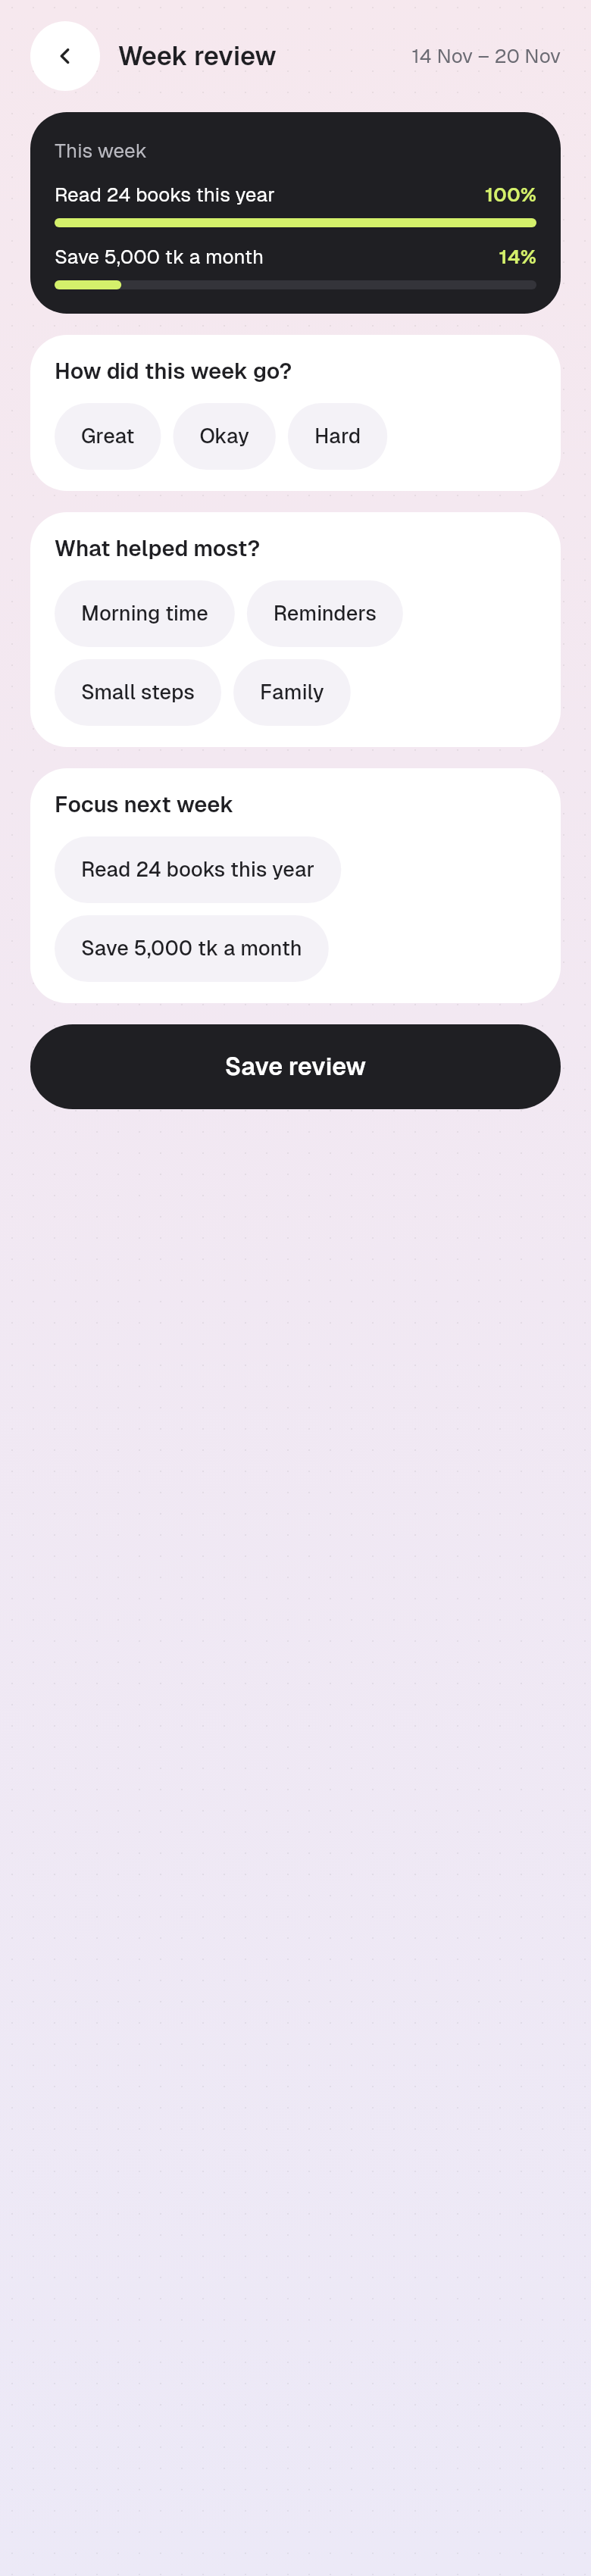 Week review
14 Nov – 20 Nov
This week
Read 24 books this year 100%
Save 5,000 tk a month 14%
How did this week go?
Great Okay Hard
What helped most?
Morning time Reminders
Small steps Family
Focus next week
Read 24 books this year
Save 5,000 tk a month
Save review